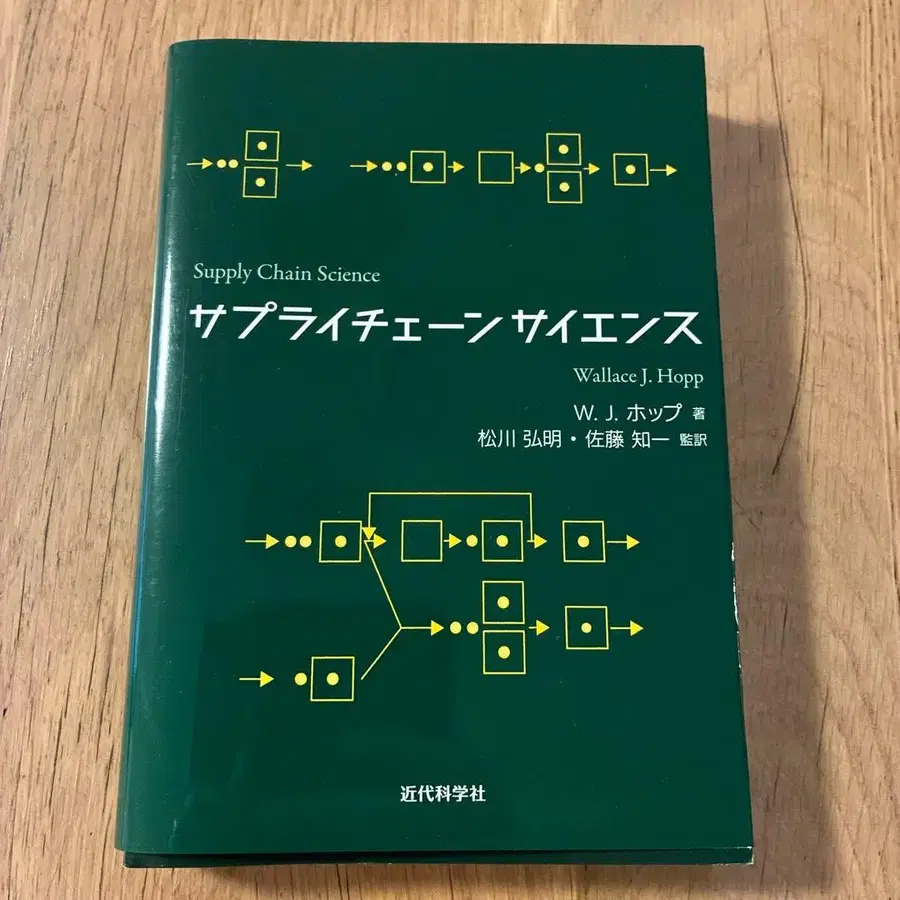 Supply Chain Science
サプライチェーン サイエンス
Wallace J. Hopp
W. J. ホップ 著
松川 弘明・佐藤 知一 監訳
近代科学社